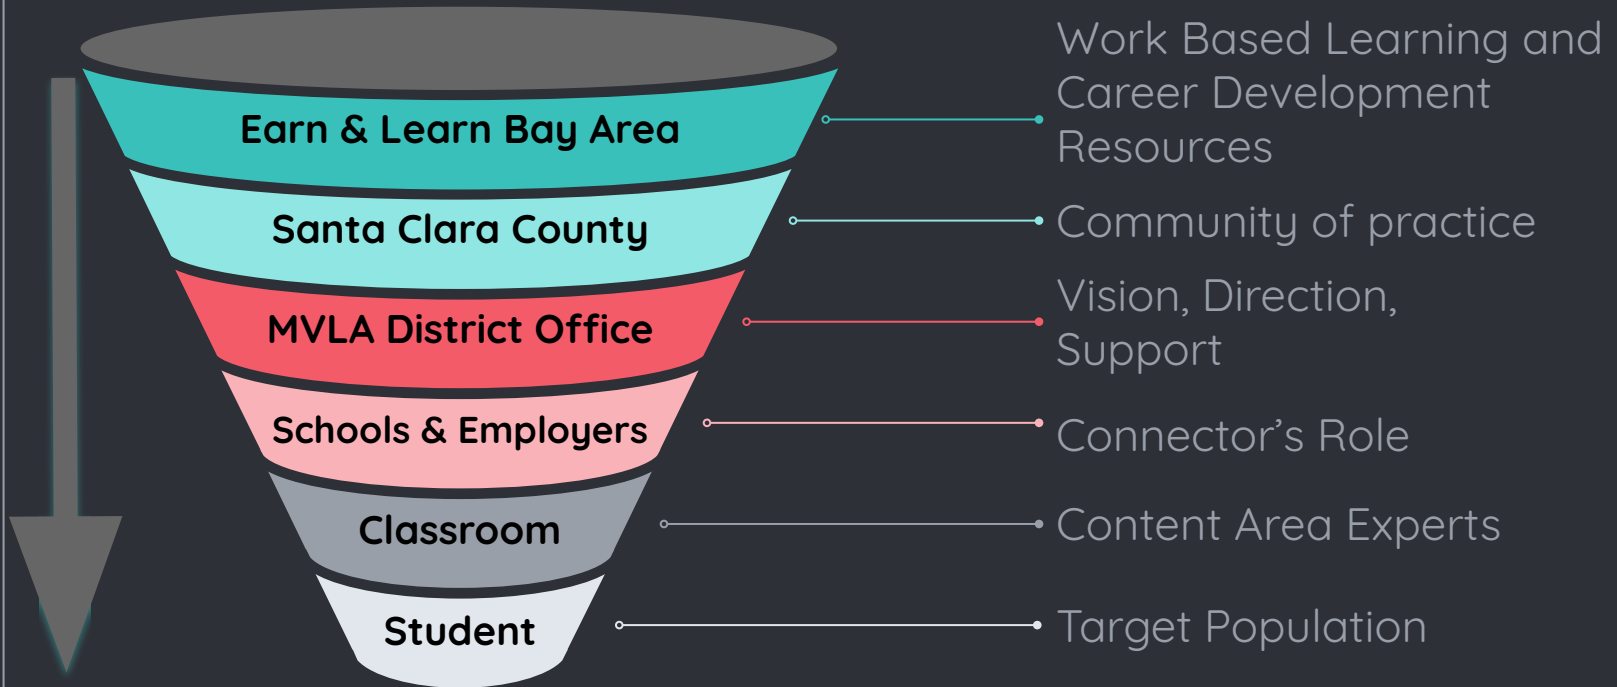 Earn & Learn Bay Area
Work Based Learning and
Career Development
Resources
Santa Clara County
Community of practice
MVLA District Office
Vision, Direction,
Support
Schools & Employers
Connector’s Role
Classroom
Content Area Experts
Student
Target Population